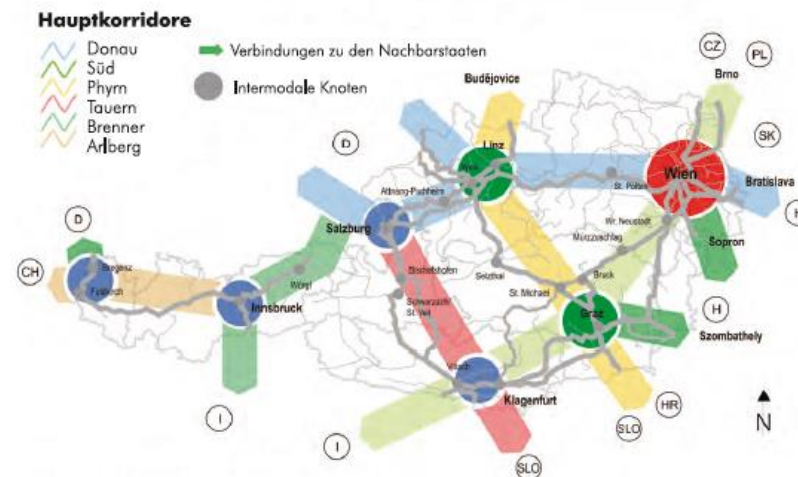 Hauptkorridore
Donau
Süd
Phyrn
Tauern
Brenner
Arlberg
Verbindungen zu den Nachbarstaaten
Intermodale Knoten
CZ
PL
Budějovice
Brno
D
Linz
Wels
SK
Wien
St. Pölten
Bratislava
Attnang-Puchheim
H
Salzburg
Wr. Neustadt
D
Mürzzuschlag
Sopron
Bischofshofen
Selzthal
Bruck
CH
Bregenz
Feldkirch
Wörgl
Innsbruck
Schwarzach/
St. Veit
St. Michael
Graz
H
Szombathely
Villach
Klagenfurt
I
HR
SLO
N
I
SLO